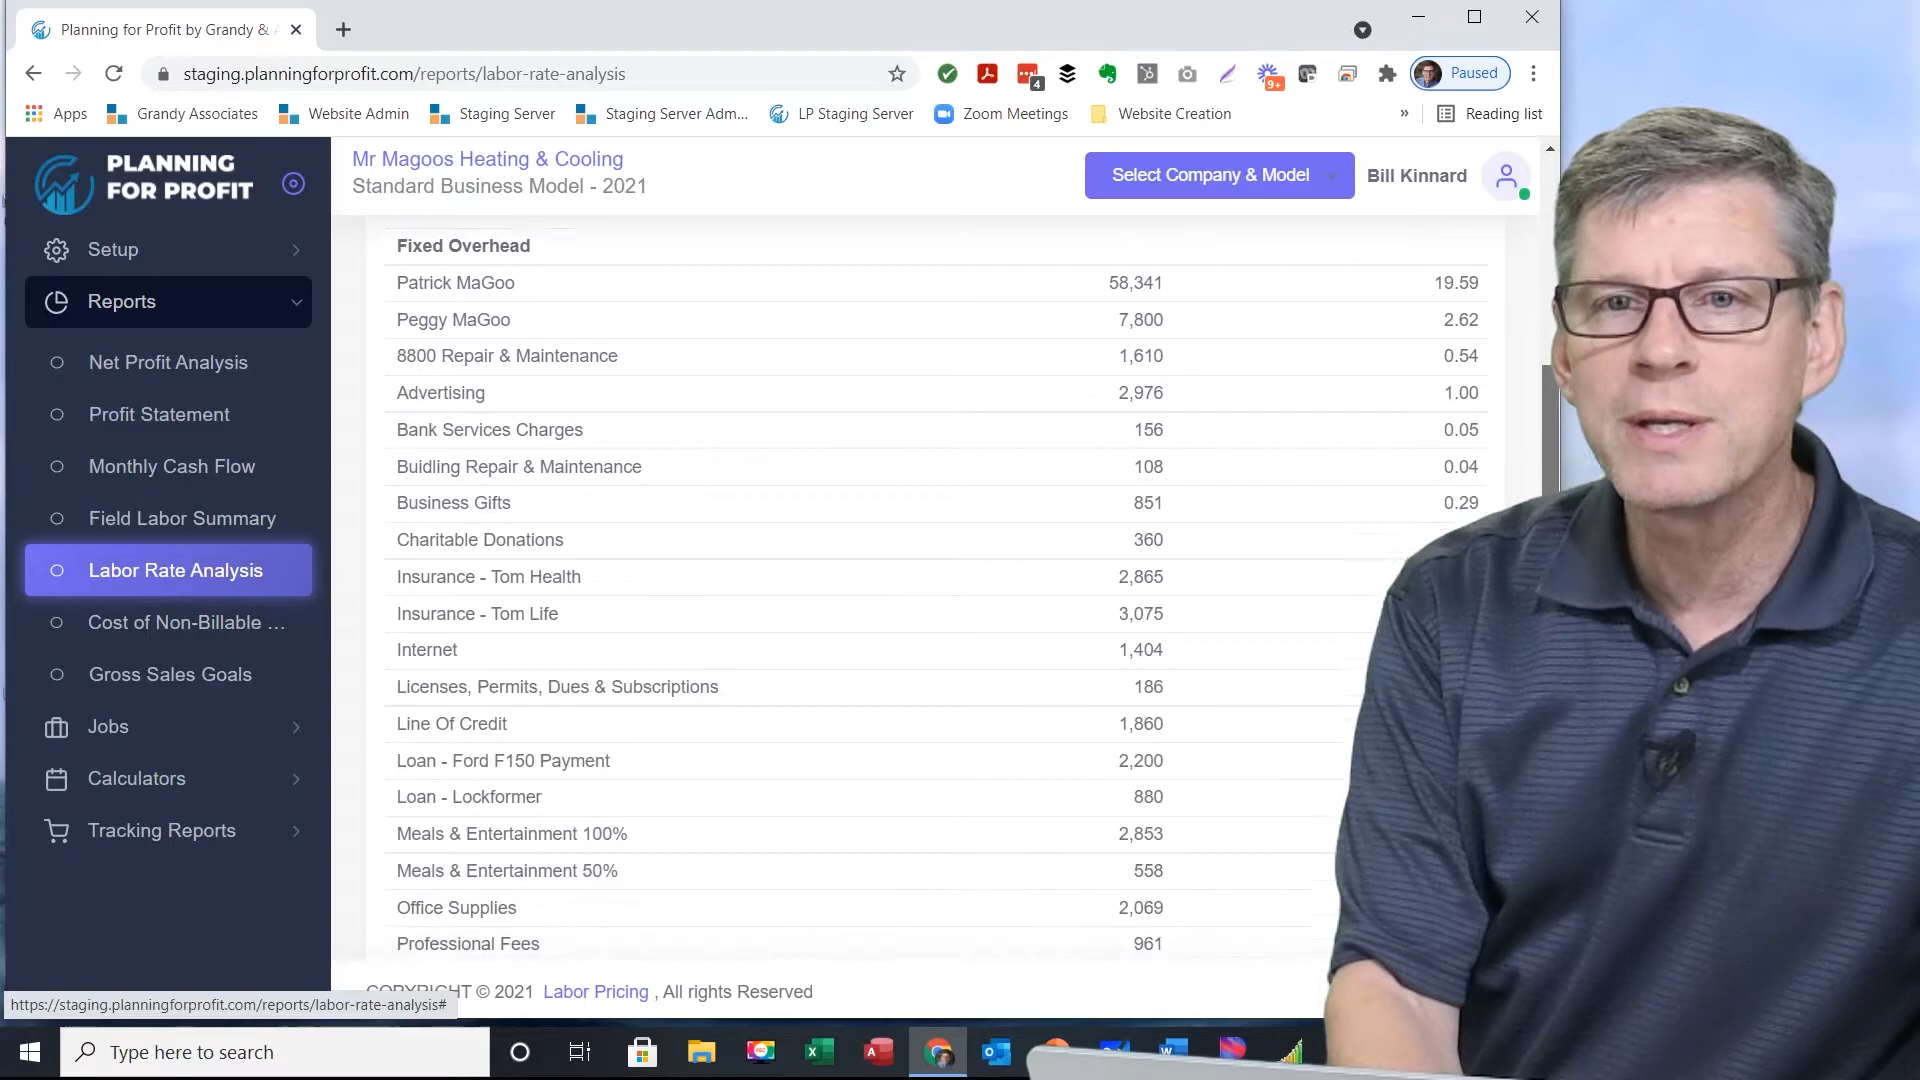 Planning for Profit by Grandy &
staging.planningforprofit.com/reports/labor-rate-analysis
4
9+
Paused
Apps
Grandy Associates
Website Admin
Staging Server
Staging Server Adm...
LP Staging Server
Zoom Meetings
Website Creation
»
Reading list
PLANNING
FOR PROFIT
Mr Magoos Heating & Cooling
Standard Business Model - 2021
Select Company & Model
Bill Kinnard
Setup
Reports
Net Profit Analysis
Profit Statement
Monthly Cash Flow
Field Labor Summary
Labor Rate Analysis
Cost of Non-Billable ...
Gross Sales Goals
Jobs
Calculators
Tracking Reports
Fixed Overhead
Patrick MaGoo 58,341 19.59
Peggy MaGoo 7,800 2.62
8800 Repair & Maintenance 1,610 0.54
Advertising 2,976 1.00
Bank Services Charges 156 0.05
Buidling Repair & Maintenance 108 0.04
Business Gifts 851 0.29
Charitable Donations 360
Insurance - Tom Health 2,865
Insurance - Tom Life 3,075
Internet 1,404
Licenses, Permits, Dues & Subscriptions 186
Line Of Credit 1,860
Loan - Ford F150 Payment 2,200
Loan - Lockformer 880
Meals & Entertainment 100% 2,853
Meals & Entertainment 50% 558
Office Supplies 2,069
Professional Fees 961
COPYRIGHT © 2021 Labor Pricing , All rights Reserved
https://staging.planningforprofit.com/reports/labor-rate-analysis#
Type here to search